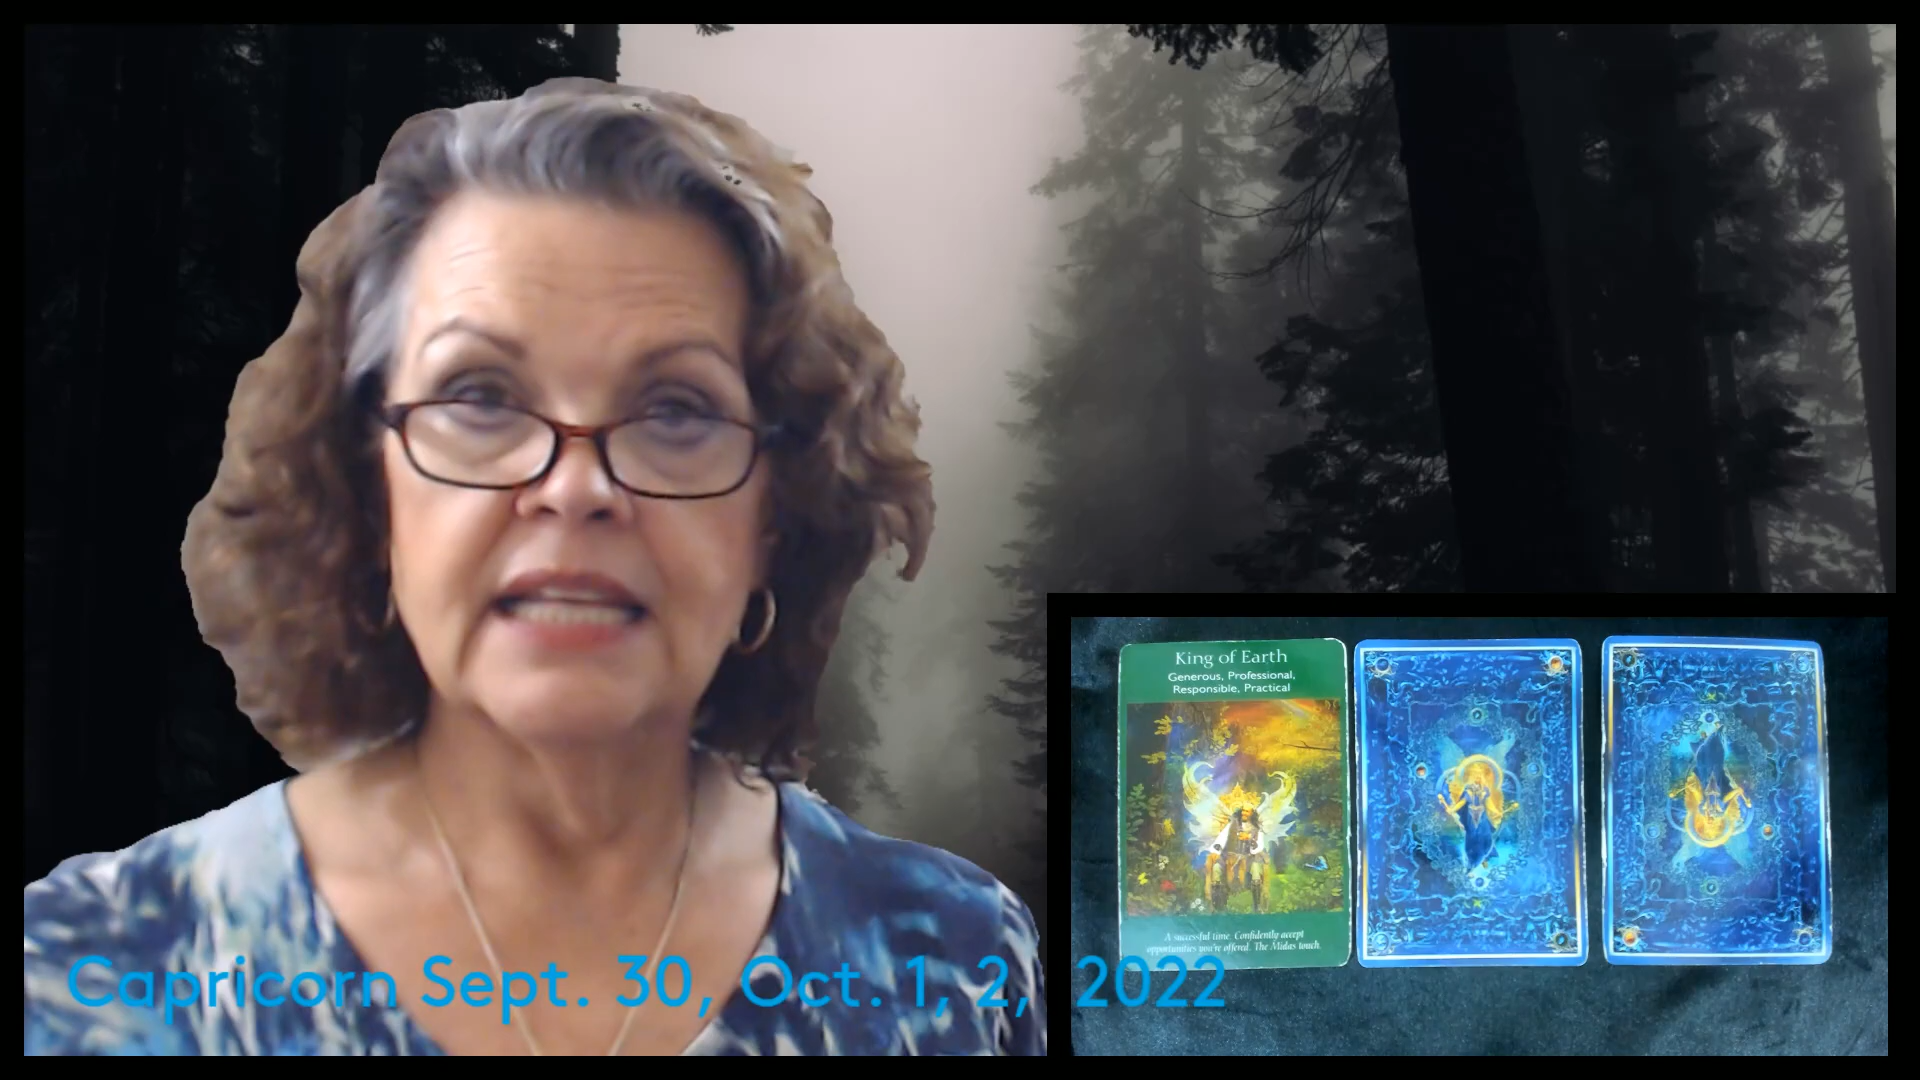 King of Earth
Generous, Professional,
Responsible, Practical
A successful time. Confidently accept
opportunities you're offered. The Midas touch.
Capricorn Sept. 30, Oct. 1, 2, 2022